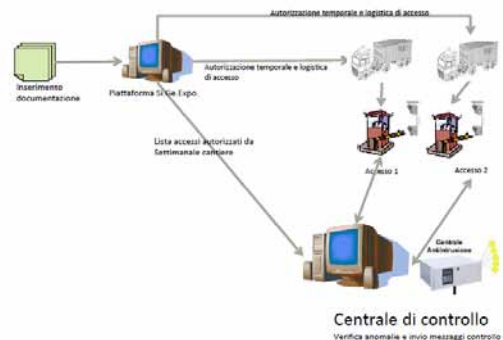 Autorizzazione temporale e logistica di accesso
Autorizzazione temporale e logistica
di accesso
Inserimento
documentazione
Piattaforma Si.Ge.Expo.
Lista accessi autorizzati da
Settimanale cantiere
Accesso 1
Accesso 2
Centrale
Antintrusione
Centrale di controllo
Verifica anomalie e invio messaggi controllo